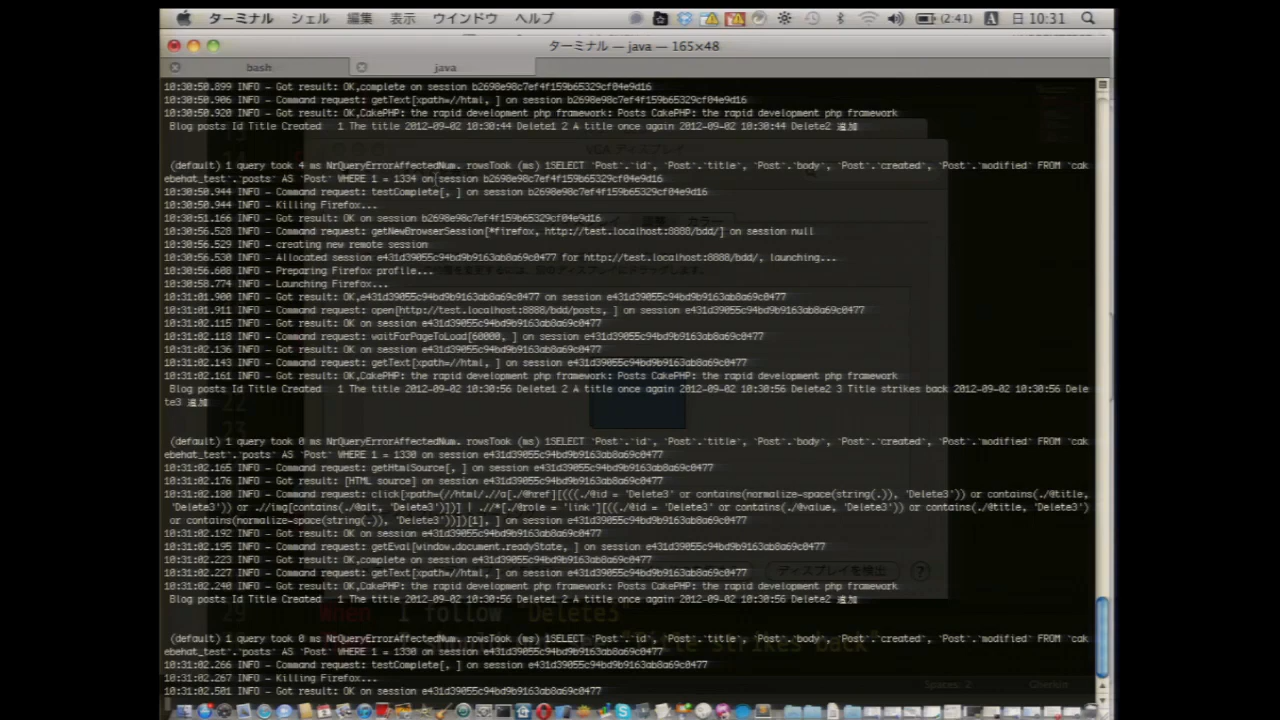 ターミナル シェル 編集 表示 ウインドウ ヘルプ (2:41) A 日 10:31
ターミナル — java — 165×48
bash java
10:30:50.899 INFO - Got result: OK,complete on session b2698e98c7ef4f159b65329cf04e9d16
10:30:50.906 INFO - Command request: getText[xpath=//html, ] on session b2698e98c7ef4f159b65329cf04e9d16
10:30:50.920 INFO - Got result: OK,CakePHP: the rapid development php framework: Posts CakePHP: the rapid development php framework
Blog posts Id Title Created 1 The title 2012-09-02 10:30:44 Delete1 2 A title once again 2012-09-02 10:30:44 Delete2 追加
VGA ディスプレイ
(default) 1 query took 4 ms NrQueryErrorAffectedNum. rowsTook (ms) 1SELECT `Post`.`id`, `Post`.`title`, `Post`.`body`, `Post`.`created`, `Post`.`modified` FROM `cak
ebehat_test`.`posts` AS `Post` WHERE 1 = 1334 on session b2698e98c7ef4f159b65329cf04e9d16
10:30:50.944 INFO - Command request: testComplete[, ] on session b2698e98c7ef4f159b65329cf04e9d16
10:30:50.944 INFO - Killing Firefox...
10:30:51.166 INFO - Got result: OK on session b2698e98c7ef4f159b65329cf04e9d16
調整 カラー
10:30:56.528 INFO - Command request: getNewBrowserSession[*firefox, http://test.localhost:8888/bdd/] on session null
10:30:56.529 INFO - creating new remote session
10:30:56.530 INFO - Allocated session e431d39055c94bd9b9163ab8a69c0477 for http://test.localhost:8888/bdd/, launching...
10:30:56.608 INFO - Preparing Firefox profile...
10:30:58.774 INFO - Launching Firefox...
10:31:01.900 INFO - Got result: OK,e431d39055c94bd9b9163ab8a69c0477 on session e431d39055c94bd9b9163ab8a69c0477
10:31:01.911 INFO - Command request: open[http://test.localhost:8888/bdd/posts, ] on session e431d39055c94bd9b9163ab8a69c0477
10:31:02.115 INFO - Got result: OK on session e431d39055c94bd9b9163ab8a69c0477
10:31:02.118 INFO - Command request: waitForPageToLoad[60000, ] on session e431d39055c94bd9b9163ab8a69c0477
10:31:02.136 INFO - Got result: OK on session e431d39055c94bd9b9163ab8a69c0477
10:31:02.143 INFO - Command request: getText[xpath=//html, ] on session e431d39055c94bd9b9163ab8a69c0477
10:31:02.161 INFO - Got result: OK,CakePHP: the rapid development php framework: Posts CakePHP: the rapid development php framework
Blog posts Id Title Created 1 The title 2012-09-02 10:30:56 Delete1 2 A title once again 2012-09-02 10:30:56 Delete2 3 Title strikes back 2012-09-02 10:30:56 Dele
te3 追加
22
23
(default) 1 query took 0 ms NrQueryErrorAffectedNum. rowsTook (ms) 1SELECT `Post`.`id`, `Post`.`title`, `Post`.`body`, `Post`.`created`, `Post`.`modified` FROM `cak
ebehat_test`.`posts` AS `Post` WHERE 1 = 1330 on session e431d39055c94bd9b9163ab8a69c0477
10:31:02.165 INFO - Command request: getHtmlSource[, ] on session e431d39055c94bd9b9163ab8a69c0477
10:31:02.176 INFO - Got result: [HTML source] on session e431d39055c94bd9b9163ab8a69c0477
10:31:02.180 INFO - Command request: click[xpath=(//html/.//a[./@href][(((./@id = 'Delete3' or contains(normalize-space(string(.)), 'Delete3')) or contains(./@title,
'Delete3')) or .//img[contains(./@alt, 'Delete3')])] | .//*[./@role = 'link'][((./@id = 'Delete3' or contains(./@value, 'Delete3')) or contains(./@title, 'Delete3')
or contains(normalize-space(string(.)), 'Delete3'))])[1], ] on session e431d39055c94bd9b9163ab8a69c0477
10:31:02.192 INFO - Got result: OK on session e431d39055c94bd9b9163ab8a69c0477
10:31:02.195 INFO - Command request: getEval[window.document.readyState, ] on session e431d39055c94bd9b9163ab8a69c0477
10:31:02.223 INFO - Got result: OK,complete on session e431d39055c94bd9b9163ab8a69c0477
10:31:02.227 INFO - Command request: getText[xpath=//html, ] on session e431d39055c94bd9b9163ab8a69c0477
ディスプレイを検出 ?
10:31:02.240 INFO - Got result: OK,CakePHP: the rapid development php framework: Posts CakePHP: the rapid development php framework
Blog posts Id Title Created 1 The title 2012-09-02 10:30:56 Delete1 2 A title once again 2012-09-02 10:30:56 Delete2 追加
29 When I follow "Delete3"
(default) 1 query took 0 ms NrQueryErrorAffectedNum. rowsTook (ms) 1SELECT `Post`.`id`, `Post`.`title`, `Post`.`body`, `Post`.`created`, `Post`.`modified` FROM `cak
ebehat_test`.`posts` AS `Post` WHERE 1 = 1330 on session e431d39055c94bd9b9163ab8a69c0477
strikes back"
10:31:02.266 INFO - Command request: testComplete[, ] on session e431d39055c94bd9b9163ab8a69c0477
10:31:02.267 INFO - Killing Firefox...
Spaces: 2 Gherkin
10:31:02.501 INFO - Got result: OK on session e431d39055c94bd9b9163ab8a69c0477